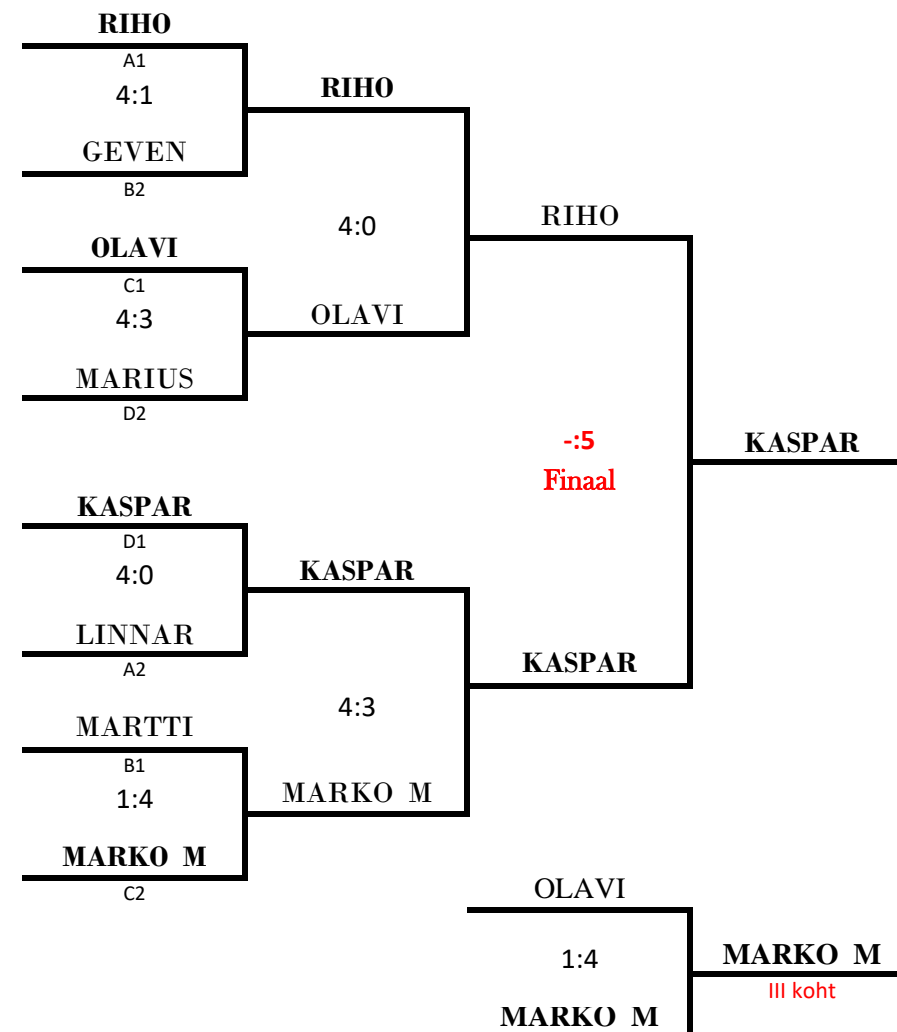 RIHO
A1
4:1
GEVEN
B2
RIHO
4:0
OLAVI
C1
4:3
MARIUS
D2
OLAVI
RIHO
-:5
Finaal
KASPAR
KASPAR
D1
4:0
LINNAR
A2
KASPAR
4:3
MARTTI
B1
1:4
MARKO M
C2
MARKO M
KASPAR
OLAVI
1:4
MARKO M
MARKO M
III koht